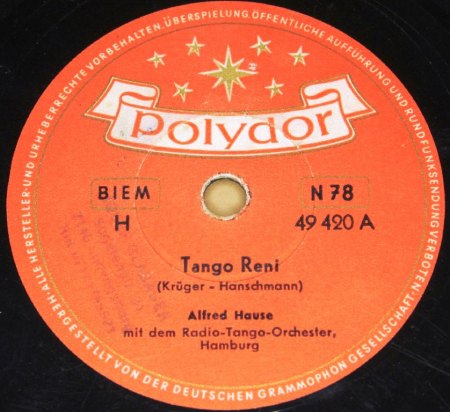 ALLE HERSTELLER- UND URHEBERRECHTE VORBEHALTEN, ÜBERSPIELUNG, ÖFFENTLICHE AUFFÜHRUNG UND RUNDFUNKSENDUNG VERBOTEN.
Polydor
BIEM
N 78
H
49 420 A
Tango Reni
(Krüger - Hanschmann)
Alfred Hause
mit dem Radio-Tango-Orchester,
Hamburg
HERGESTELLT VON DER DEUTSCHEN GRAMMOPHON GESELLSCHAFT.